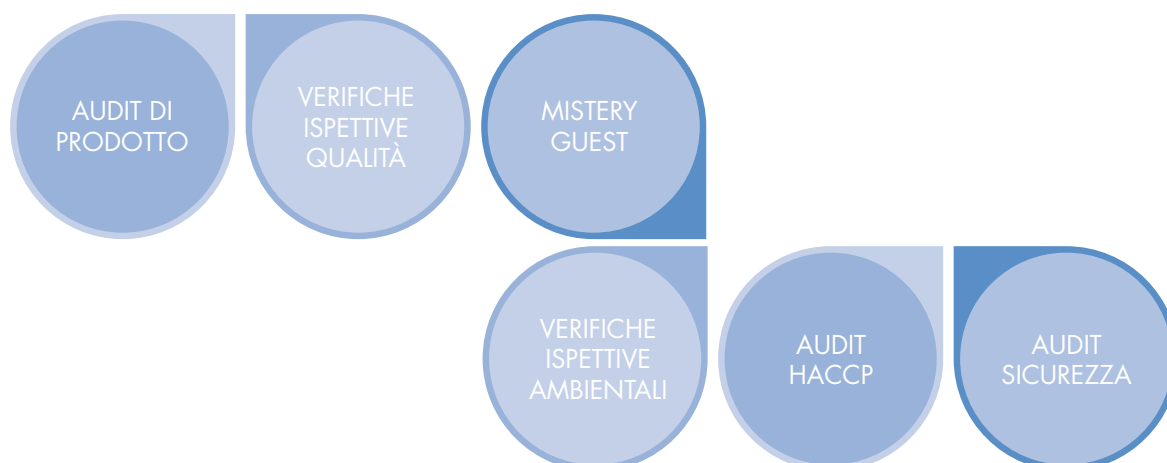 AUDIT DI
PRODOTTO
VERIFICHE
ISPETTIVE
QUALITÀ
MISTERY
GUEST
VERIFICHE
ISPETTIVE
AMBIENTALI
AUDIT
HACCP
AUDIT
SICUREZZA